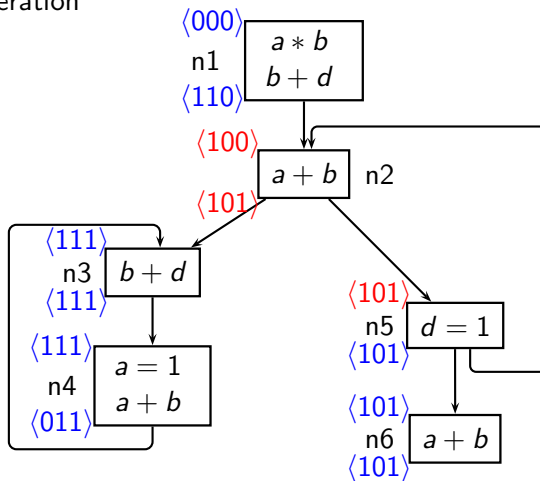 eration
⟨000⟩
n1
a ∗ b
b + d
⟨110⟩
⟨100⟩
a + b
n2
⟨101⟩
⟨111⟩
n3
b + d
⟨111⟩
⟨101⟩
n5
d = 1
⟨101⟩
⟨111⟩
n4
a = 1
a + b
⟨011⟩
⟨101⟩
n6
a + b
⟨101⟩